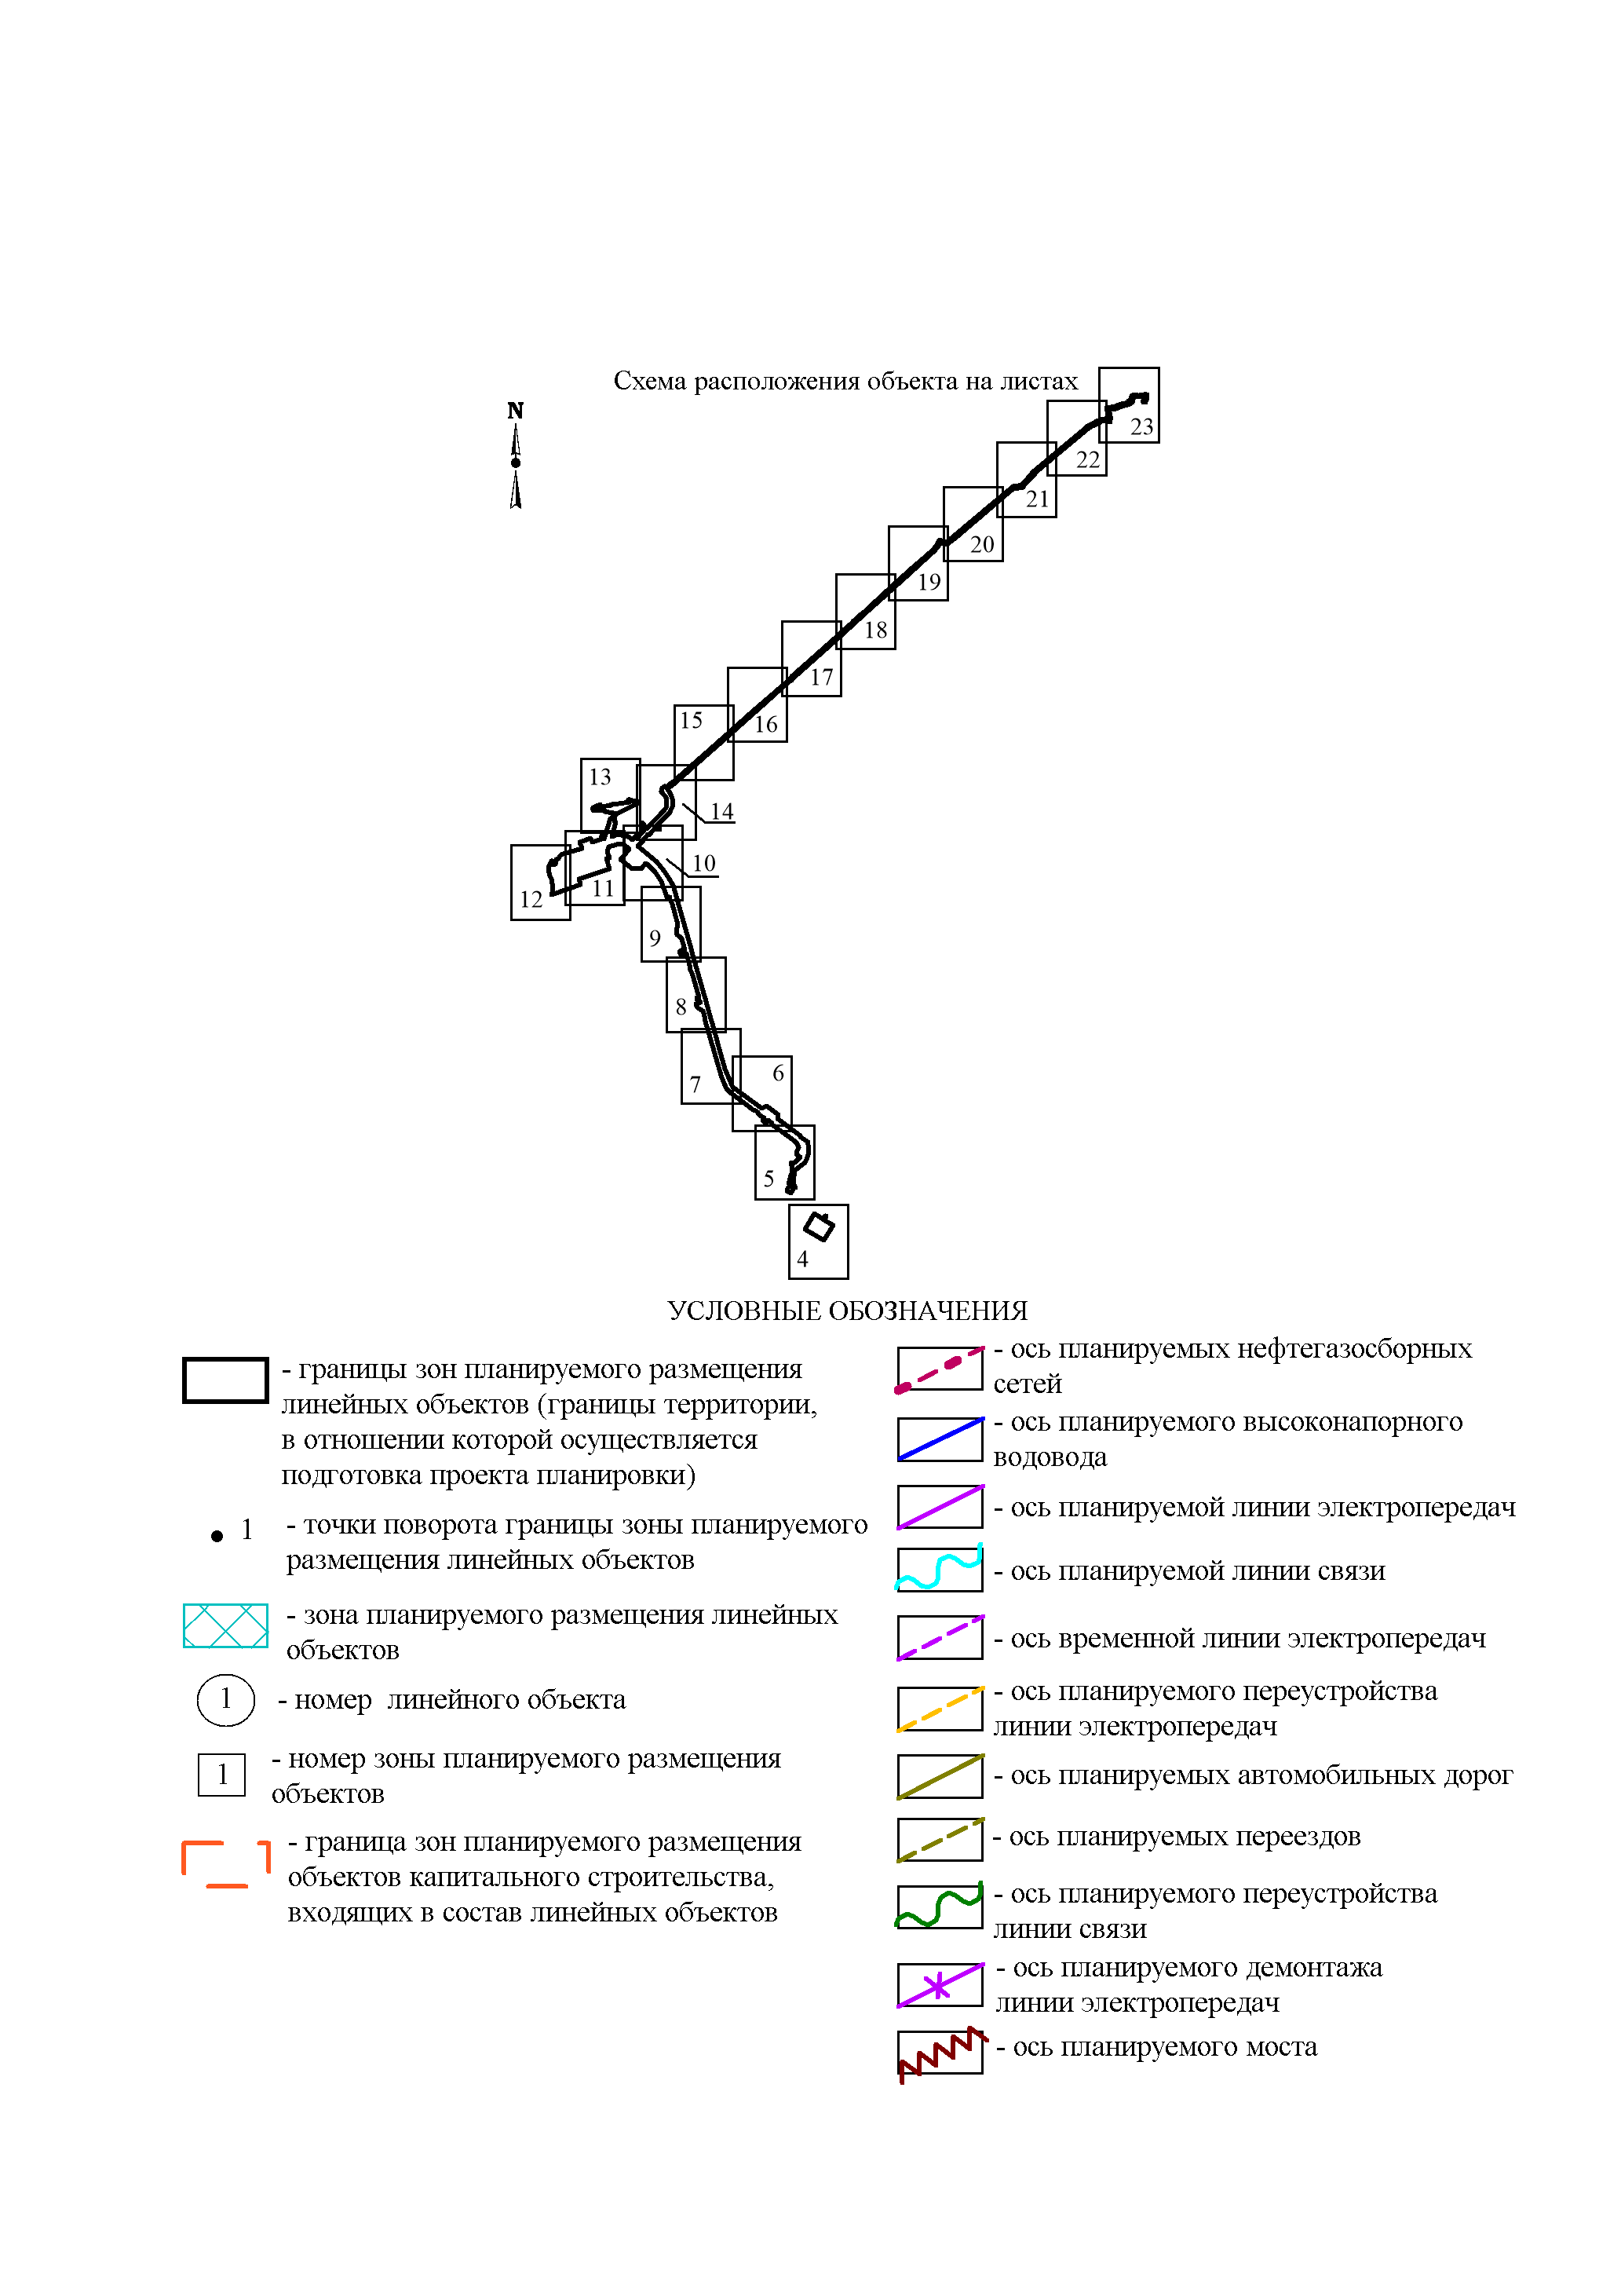 Схема расположения объекта на листах
N
23
22
21
20
19
18
17
16
15
13
14
10
11
12
9
8
7
6
5
4
УСЛОВНЫЕ ОБОЗНАЧЕНИЯ
- границы зон планируемого размещения
линейных объектов (границы территории,
в отношении которой осуществляется
подготовка проекта планировки)
1
- точки поворота границы зоны планируемого
размещения линейных объектов
- зона планируемого размещения линейных
объектов
1
- номер линейного объекта
1
- номер зоны планируемого размещения
объектов
- граница зон планируемого размещения
объектов капитального строительства,
входящих в состав линейных объектов
- ось планируемых нефтегазосборных
сетей
- ось планируемого высоконапорного
водовода
- ось планируемой линии электропередач
- ось планируемой линии связи
- ось временной линии электропередач
- ось планируемого переустройства
линии электропередач
- ось планируемых автомобильных дорог
- ось планируемых переездов
- ось планируемого переустройства
линии связи
- ось планируемого демонтажа
линии электропередач
- ось планируемого моста